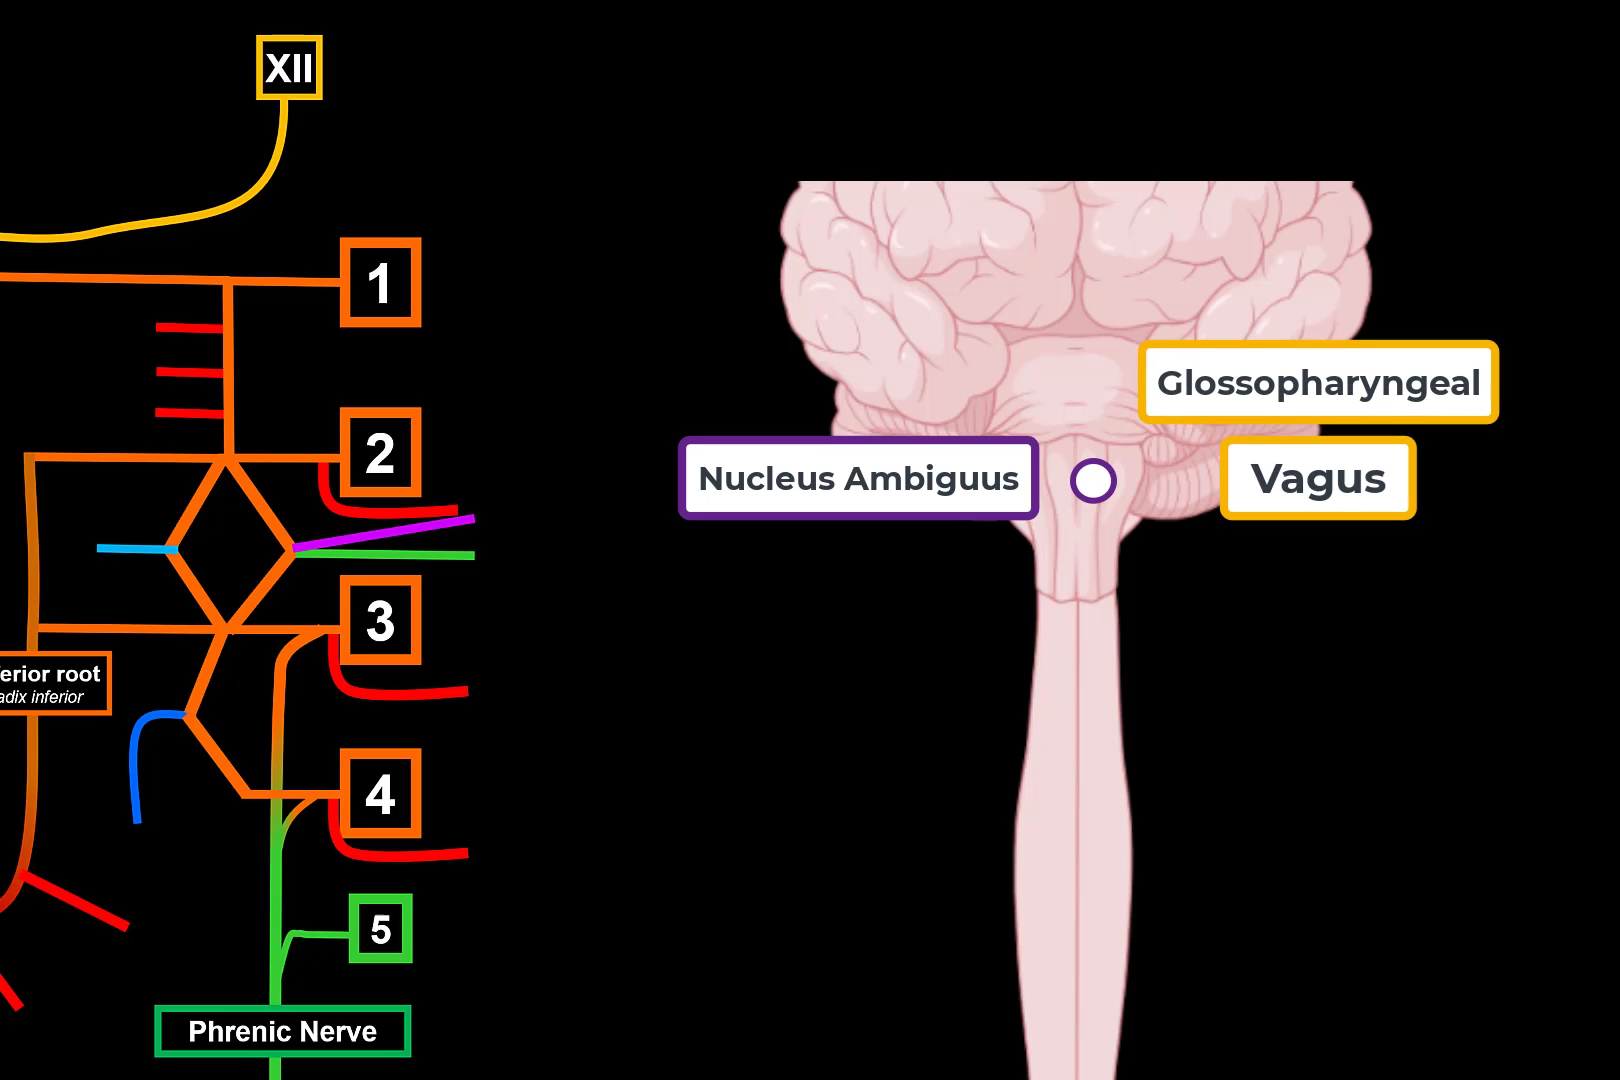 XII
1
2
3
erior root
adix inferior
4
5
Phrenic Nerve
Glossopharyngeal
Nucleus Ambiguus
Vagus